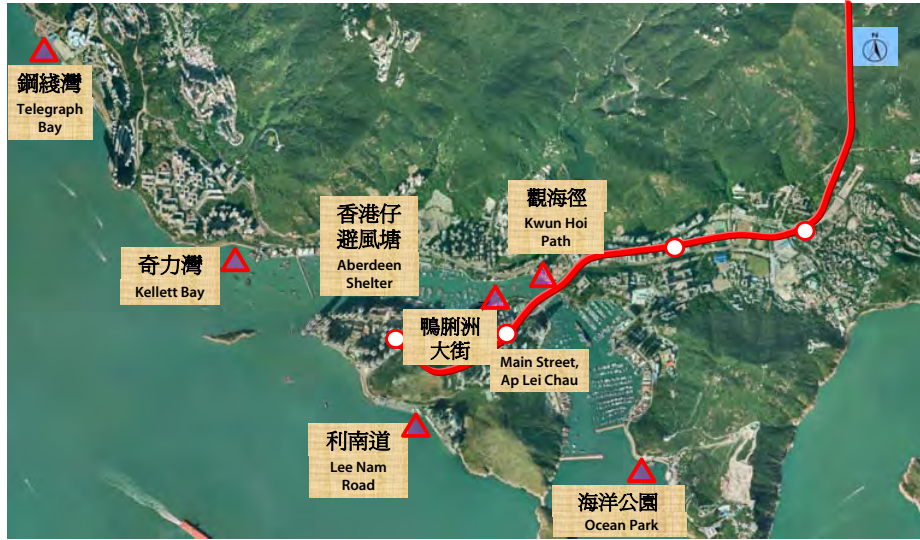 N
鋼綫灣
Telegraph
Bay
香港仔
避風塘
Aberdeen
Shelter
觀海徑
Kwun Hoi
Path
奇力灣
Kellett Bay
鴨脷洲
大街
Main Street,
Ap Lei Chau
利南道
Lee Nam
Road
海洋公園
Ocean Park